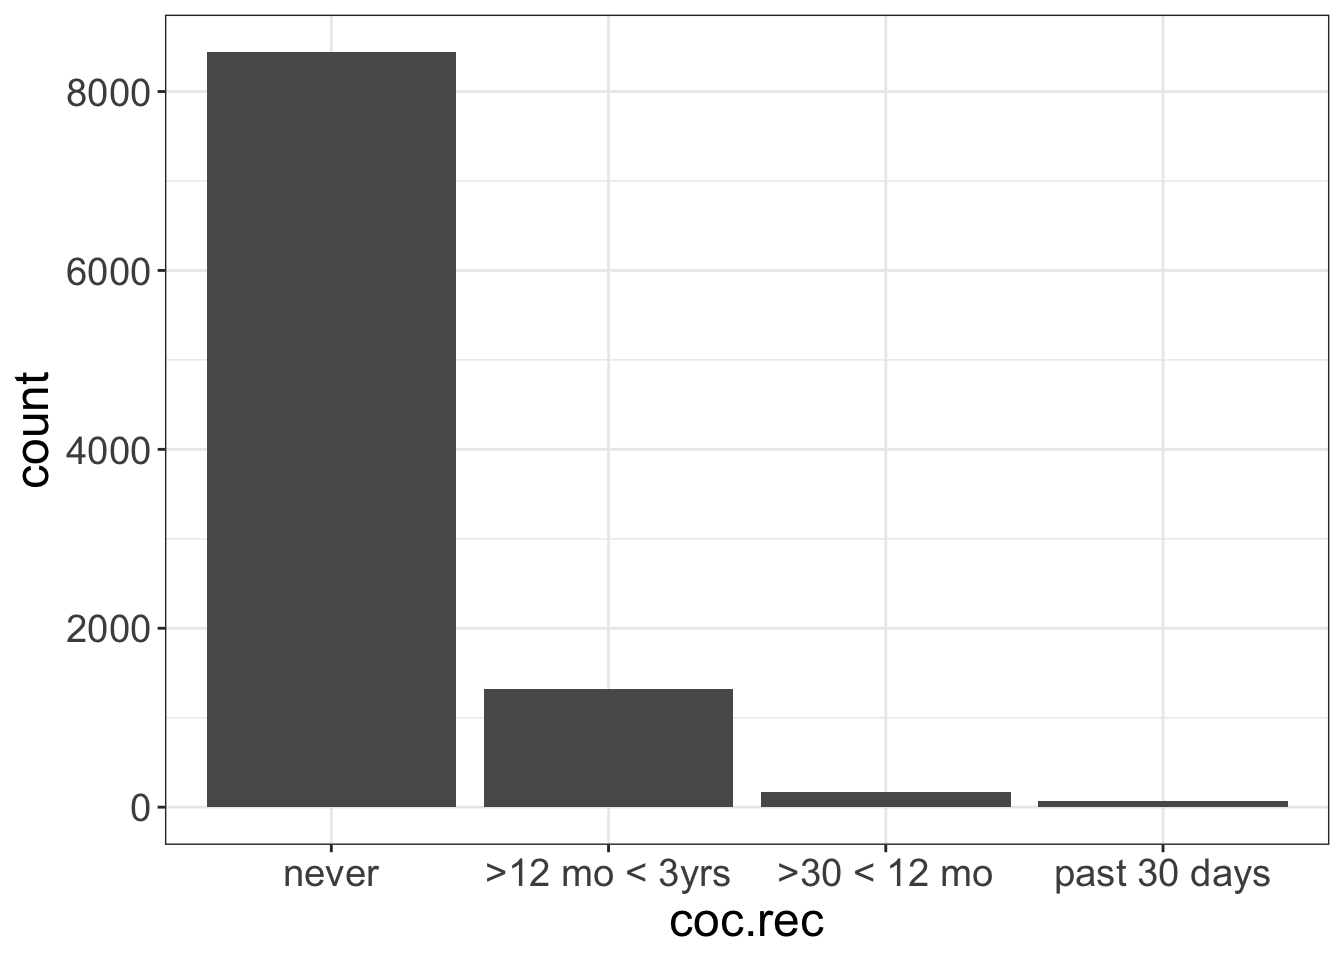 count
8000
6000
4000
2000
0
never
>12 mo < 3yrs
>30 < 12 mo
past 30 days
coc.rec